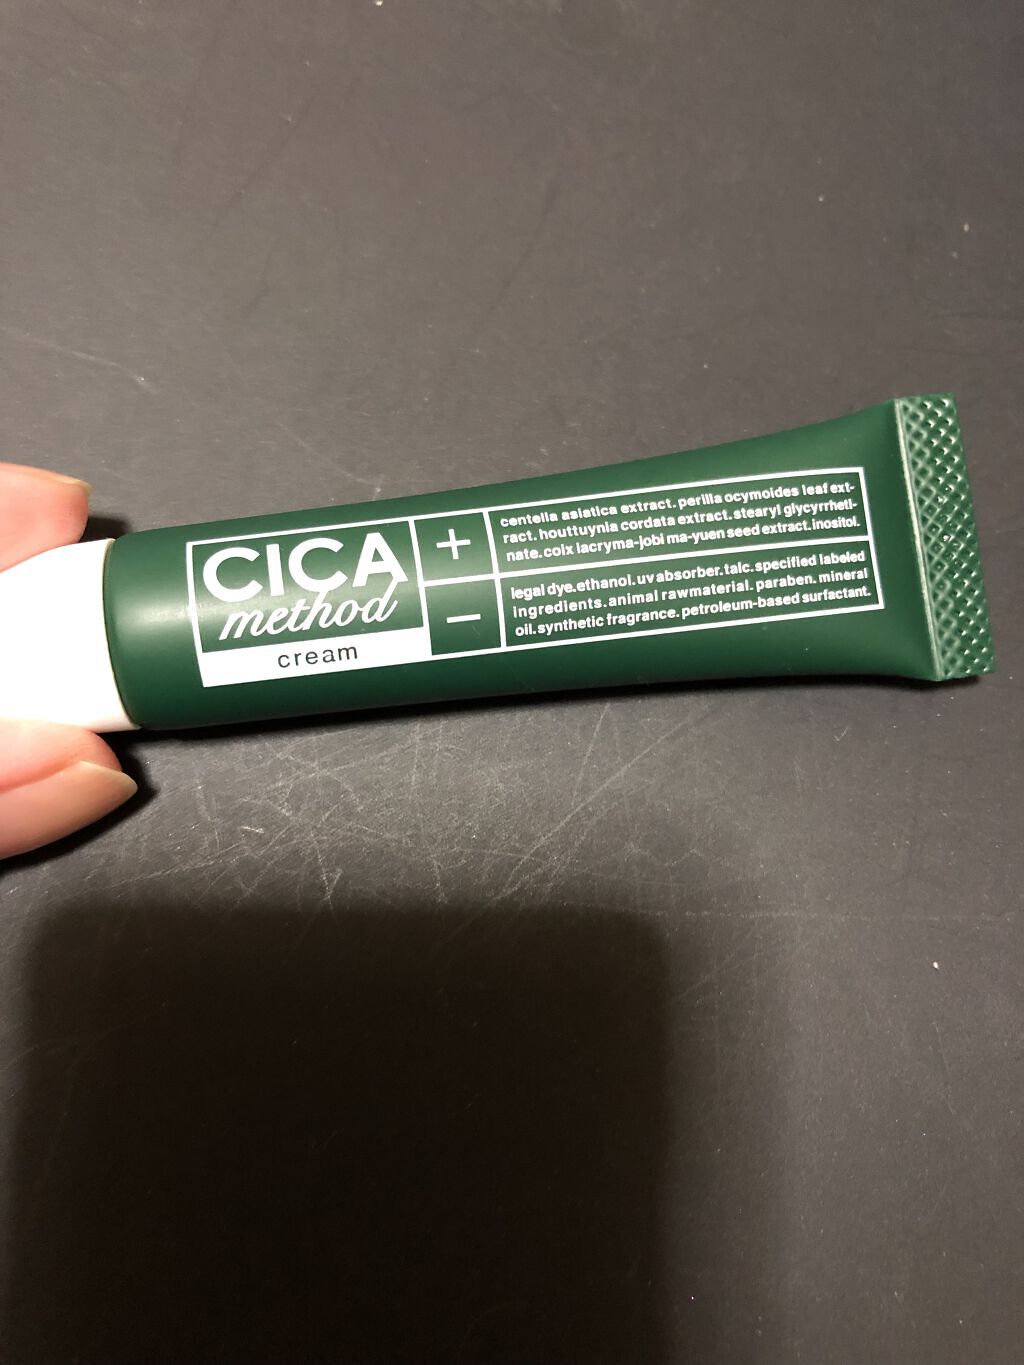 CICA
method
cream
+
centella asiatica extract. perilla ocymoides leaf ext-
ract. houttuynia cordata extract. stearyl glycyrrheti-
nate. coix lacryma-jobi ma-yuen seed extract. inositol.
−
legal dye. ethanol. uv absorber. talc. specified labeled
ingredients. animal rawmaterial. paraben. mineral
oil. synthetic fragrance. petroleum-based surfactant.